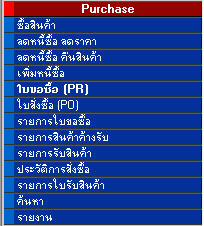 Purchase
ซื้อสินค้า
ลดหนี้ซื้อ ลดราคา
ลดหนี้ซื้อ คืนสินค้า
เพิ่มหนี้ซื้อ
ใบขอซื้อ (PR)
ใบสั่งซื้อ (PO)
รายการใบขอซื้อ
รายการสินค้าค้างรับ
รายการรับสินค้า
ประวัติการสั่งซื้อ
รายการใบรับสินค้า
ค้นหา
รายงาน